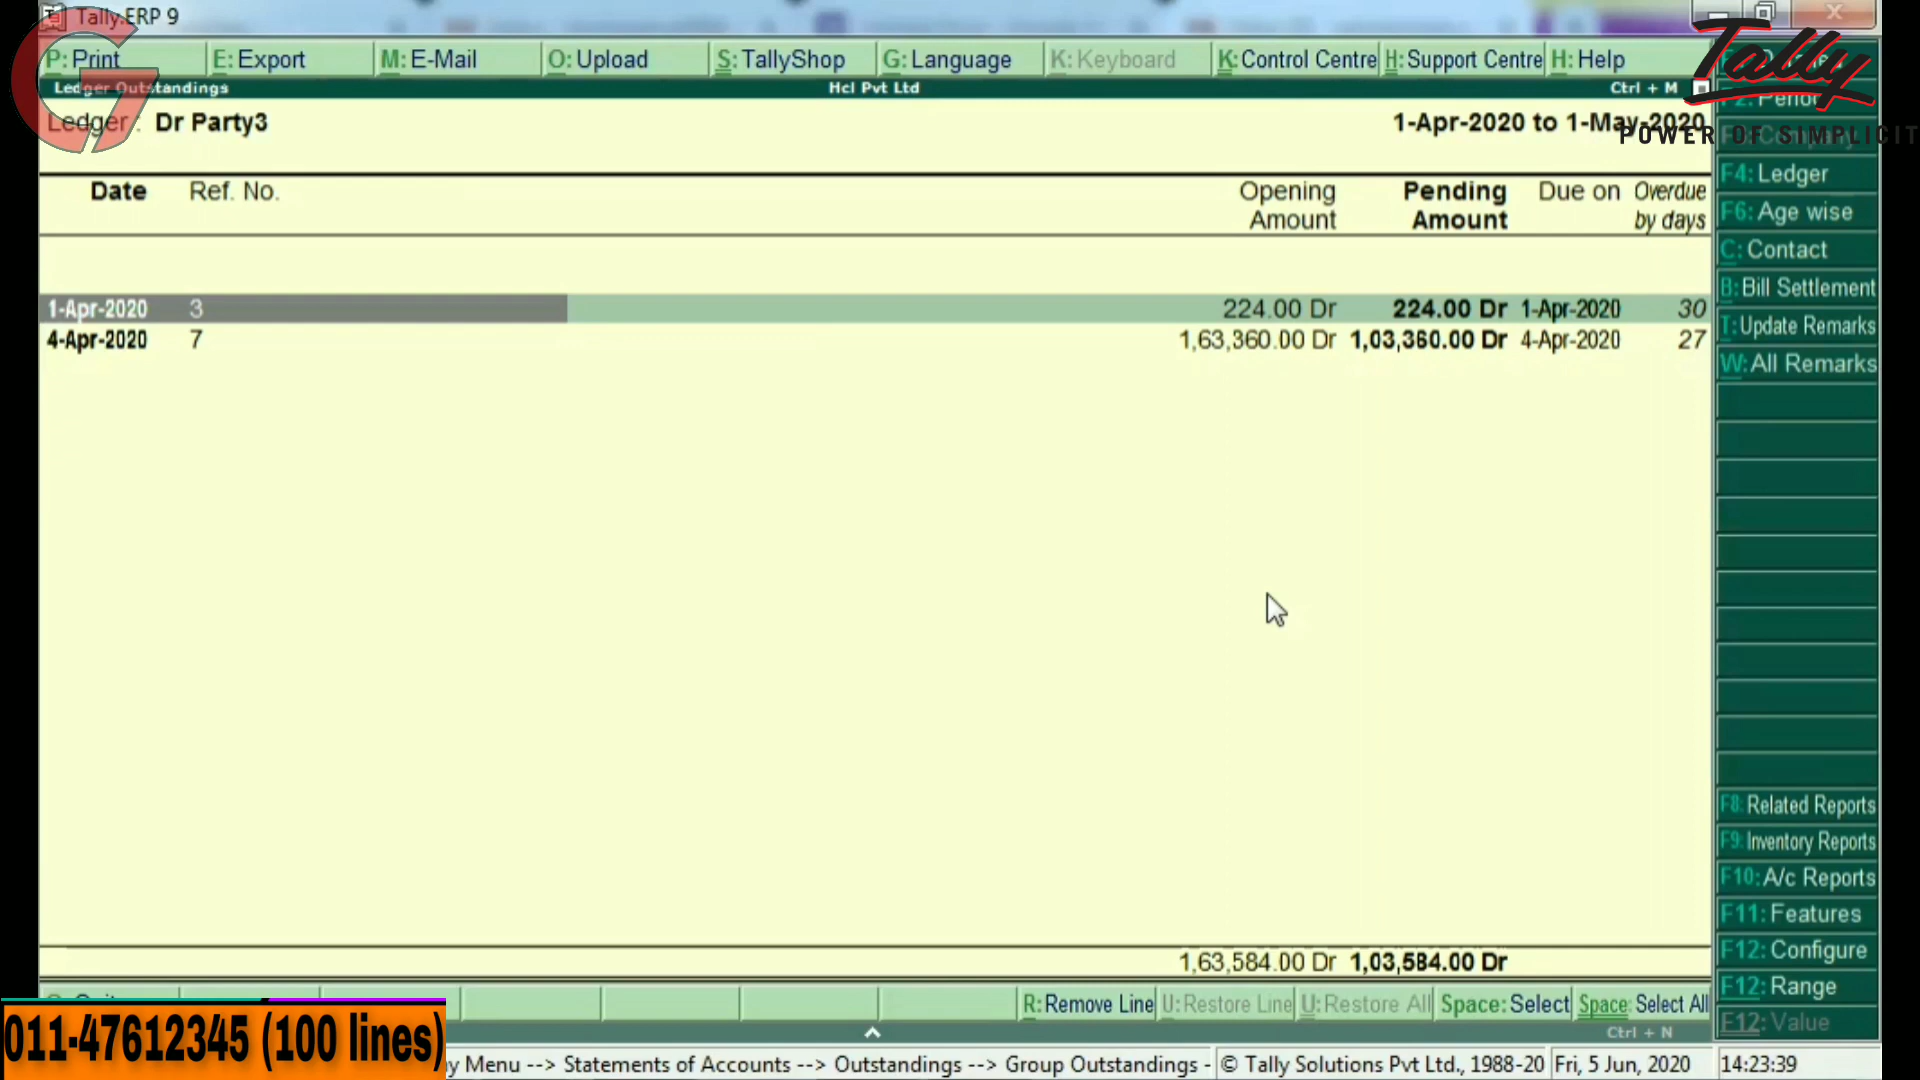 Tally.ERP 9
P: Print E: Export M: E-Mail O: Upload S: TallyShop G: Language K: Keyboard K: Control Centre H: Support Centre H: Help
Ledger Outstandings Hcl Pvt Ltd Ctrl + M
Ledger : Dr Party3 1-Apr-2020 to 1-May-2020
Tally
POWER OF SIMPLICIT
Date Ref. No. Opening Amount Pending Amount Due on Overdue by days
1-Apr-2020 3 224.00 Dr 224.00 Dr 1-Apr-2020 30
4-Apr-2020 7 1,63,360.00 Dr 1,03,360.00 Dr 4-Apr-2020 27
1,63,584.00 Dr 1,03,584.00 Dr
F2: Period
F4: Ledger
F6: Age wise
C: Contact
B: Bill Settlement
T: Update Remarks
W: All Remarks
F8: Related Reports
F9: Inventory Reports
F10: A/c Reports
F11: Features
F12: Configure
F12: Range
F12: Value
R: Remove Line U: Restore Line U: Restore All Space: Select Space: Select All
Ctrl + N
011-47612345 (100 lines)
Menu --> Statements of Accounts --> Outstandings --> Group Outstandings - © Tally Solutions Pvt Ltd., 1988-20 Fri, 5 Jun, 2020 14:23:39